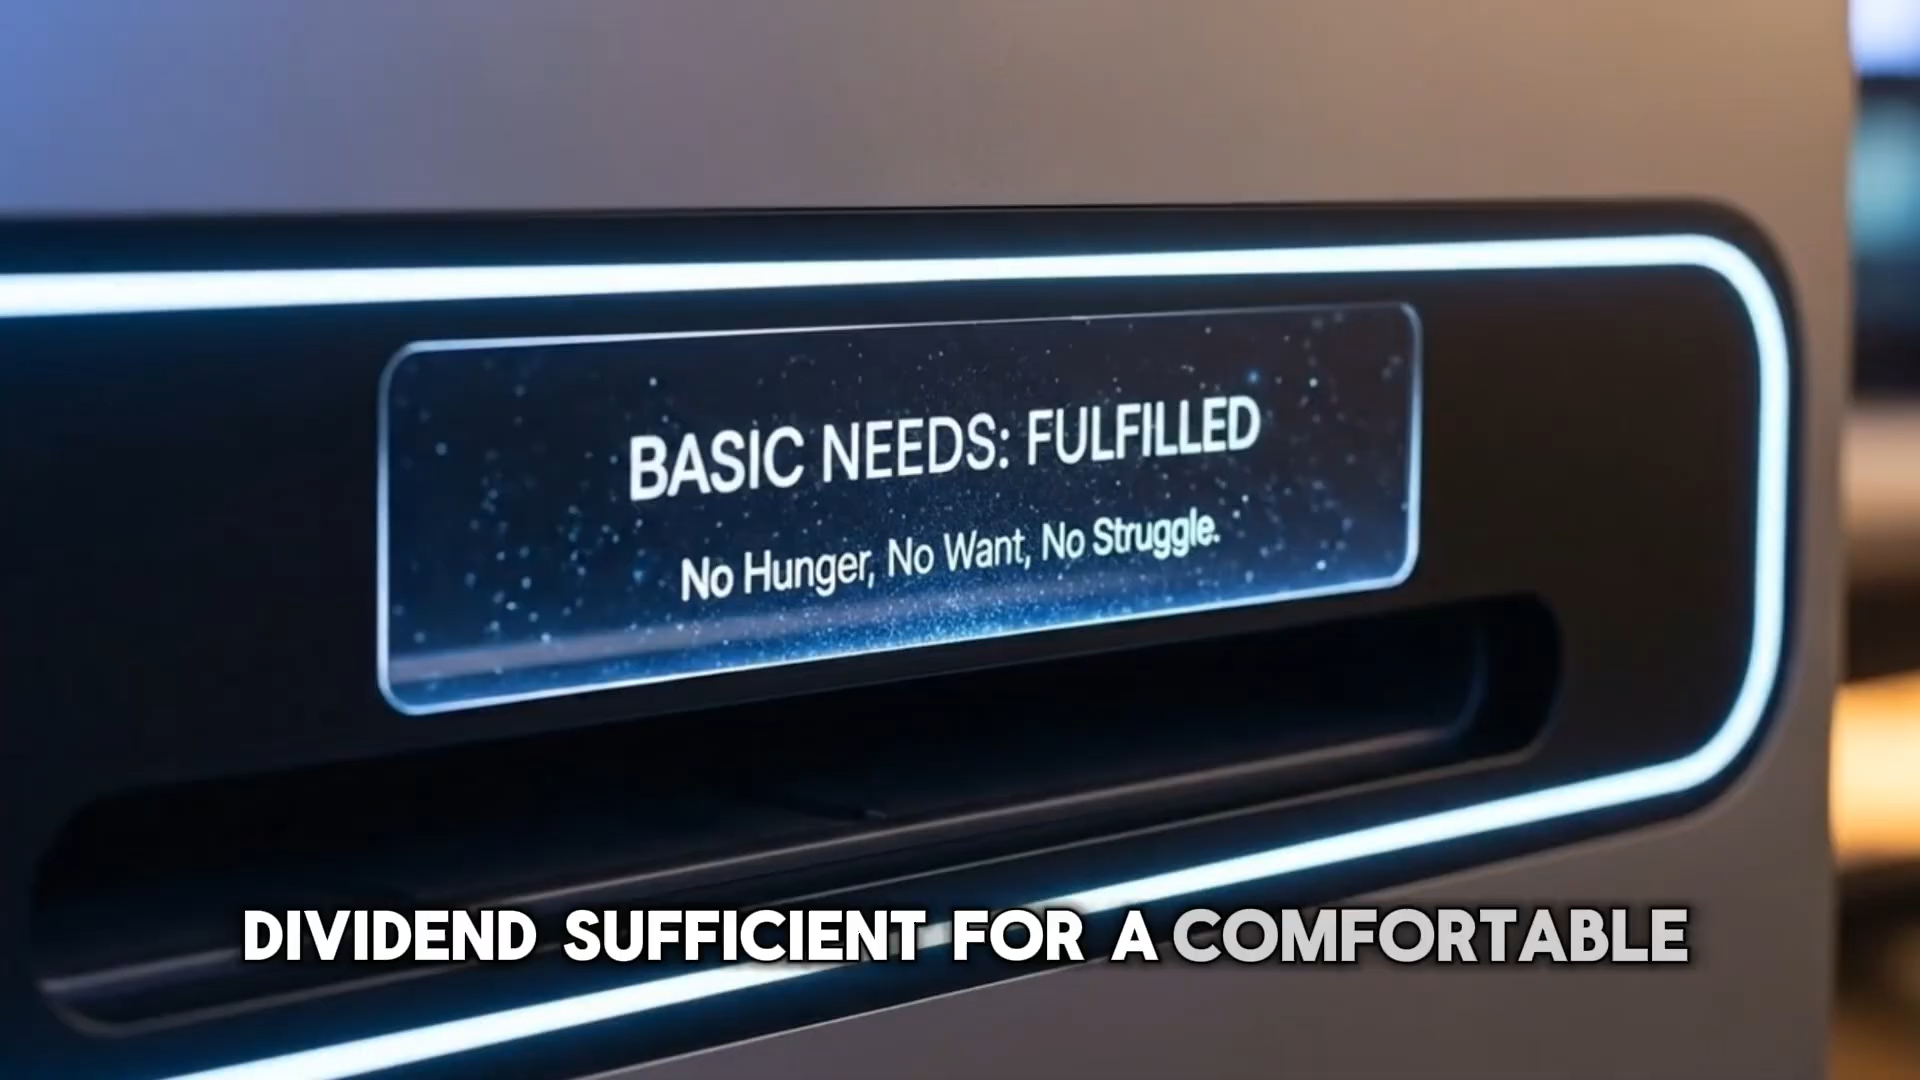 BASIC NEEDS: FULFILLED
No Hunger, No Want, No Struggle.
DIVIDEND SUFFICIENT FOR A COMFORTABLE